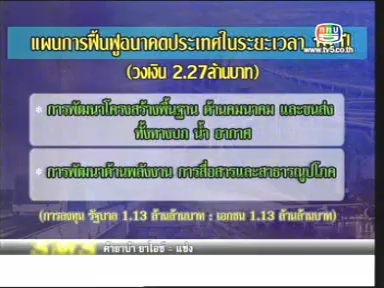 แผนการฟื้นฟูอนาคตประเทศในระยะเวลา ปี
www.tv5.co.th
(วงเงิน 2.27ล้านบาท)
* การพัฒนาโครงสร้างพื้นฐาน ด้านคมนาคม และขนส่ง
ทั้งทางบก น้ำ อากาศ
* การพัฒนาด้านพลังงาน การสื่อสารและสาธารณูปโภค
(การลงทุน รัฐบาล 1.13 ล้านล้านบาท : เอกชน 1.13 ล้านล้านบาท)